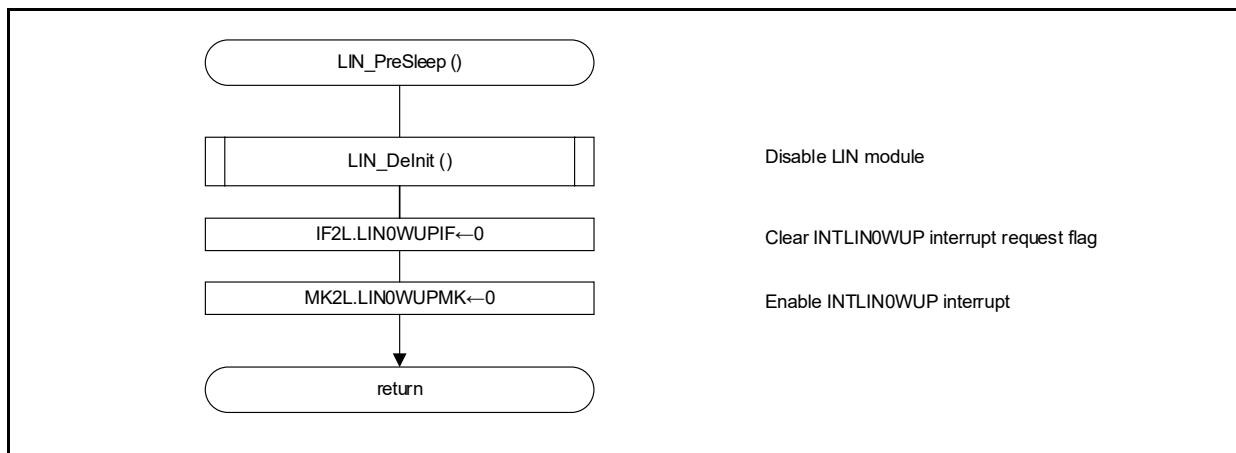 LIN_PreSleep ()
LIN_DeInit ()
Disable LIN module
IF2L.LIN0WUPIF←0
Clear INTLIN0WUP interrupt request flag
MK2L.LIN0WUPMK←0
Enable INTLIN0WUP interrupt
return